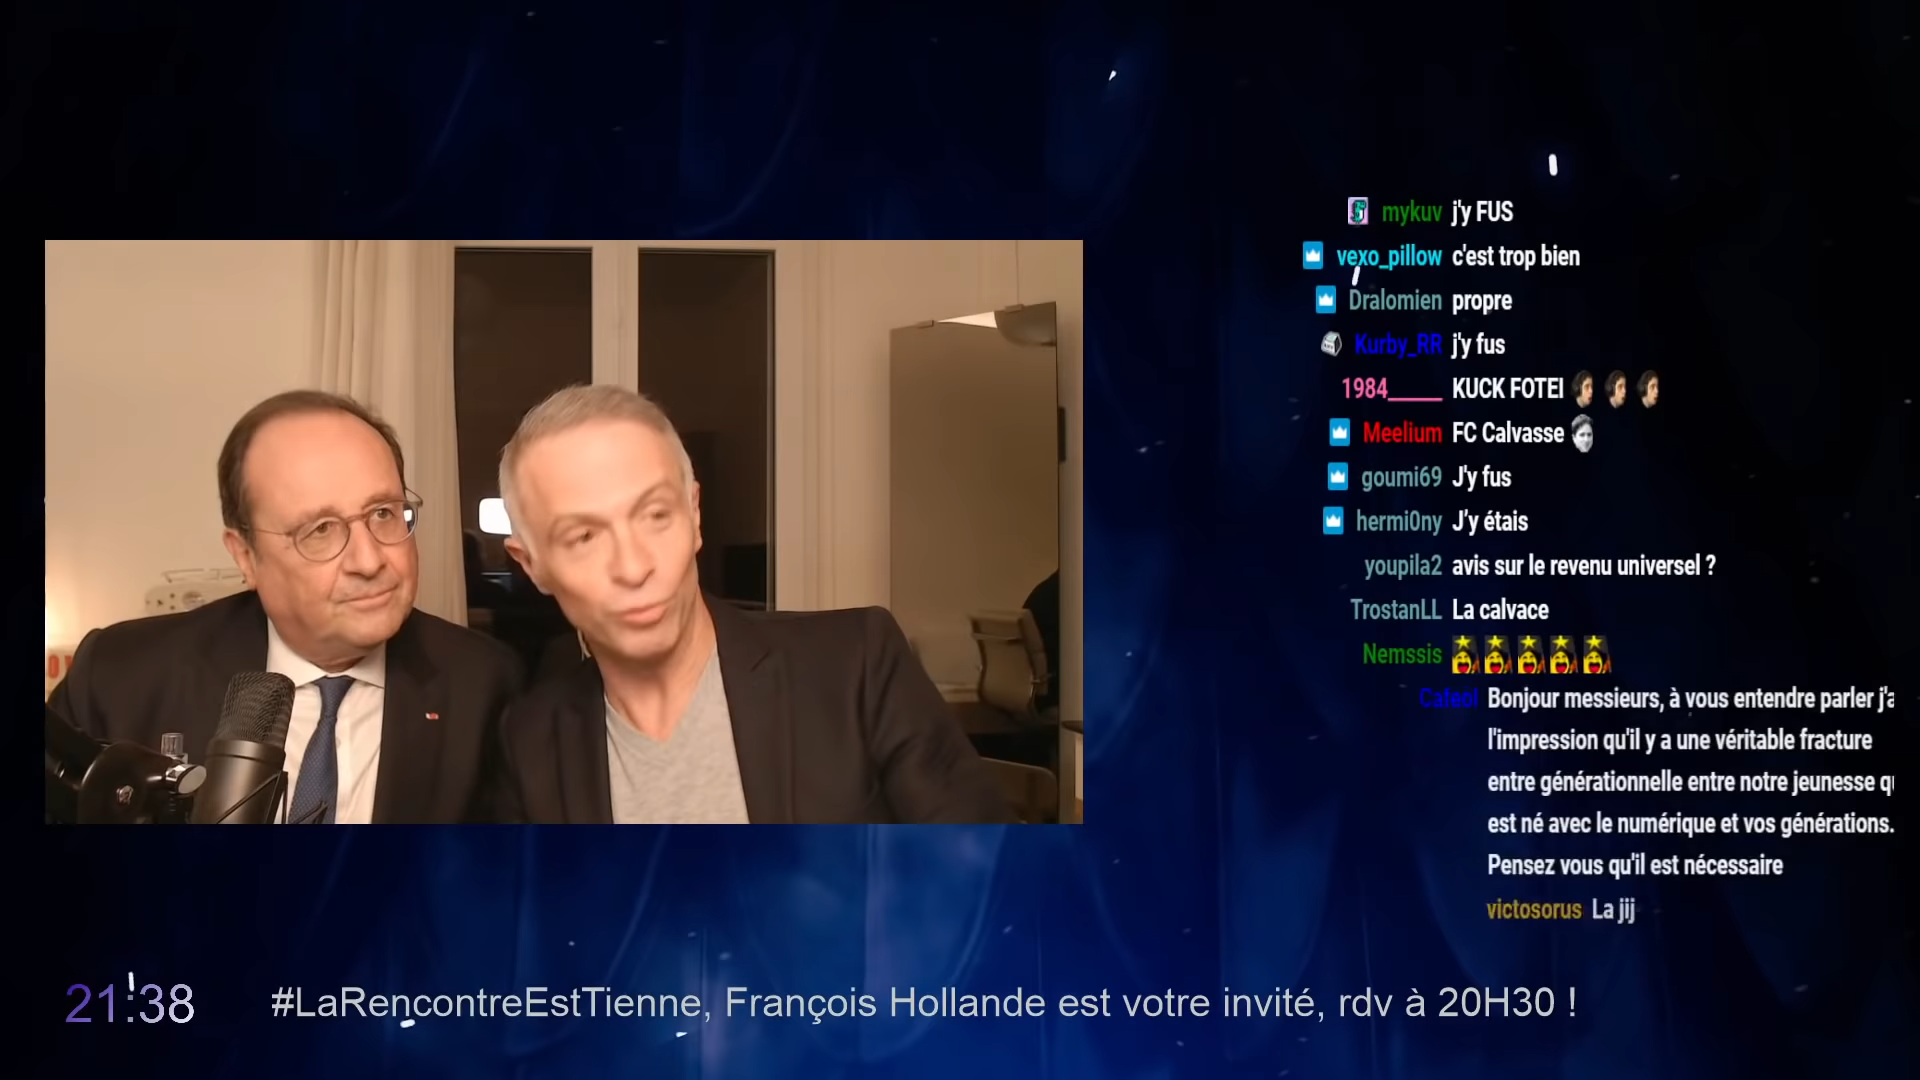 mykuv j'y FUS
vexo_pillow c'est trop bien
Dralomien propre
Kurby_RR j'y fus
1984_____ KUCK FOTEI
Meelium FC Calvasse
goumi69 J'y fus
hermi0ny J'y étais
youpila2 avis sur le revenu universel ?
TrostanLL La calvace
Nemssis
Cafeol Bonjour messieurs, à vous entendre parler j'a
l'impression qu'il y a une véritable fracture
entre générationnelle entre notre jeunesse qu
est né avec le numérique et vos générations.
Pensez vous qu'il est nécessaire
victosorus La jij
21:38 #LaRencontreEstTienne, François Hollande est votre invité, rdv à 20H30 !